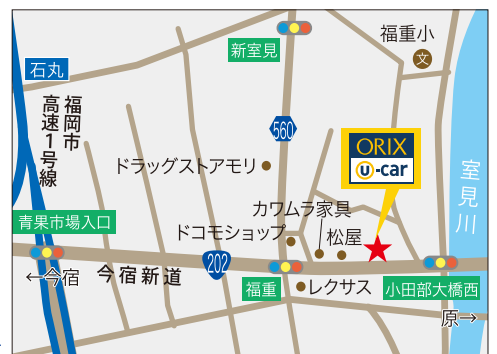 福重小
文
新室見
石丸
福岡市
高速1号線
560
ORIX
u-car
ドラッグストアモリ
室見川
カワムラ家具
青果市場入口
ドコモショップ
松屋
←今宿
今宿新道
202
福重
レクサス
小田部大橋西
原→